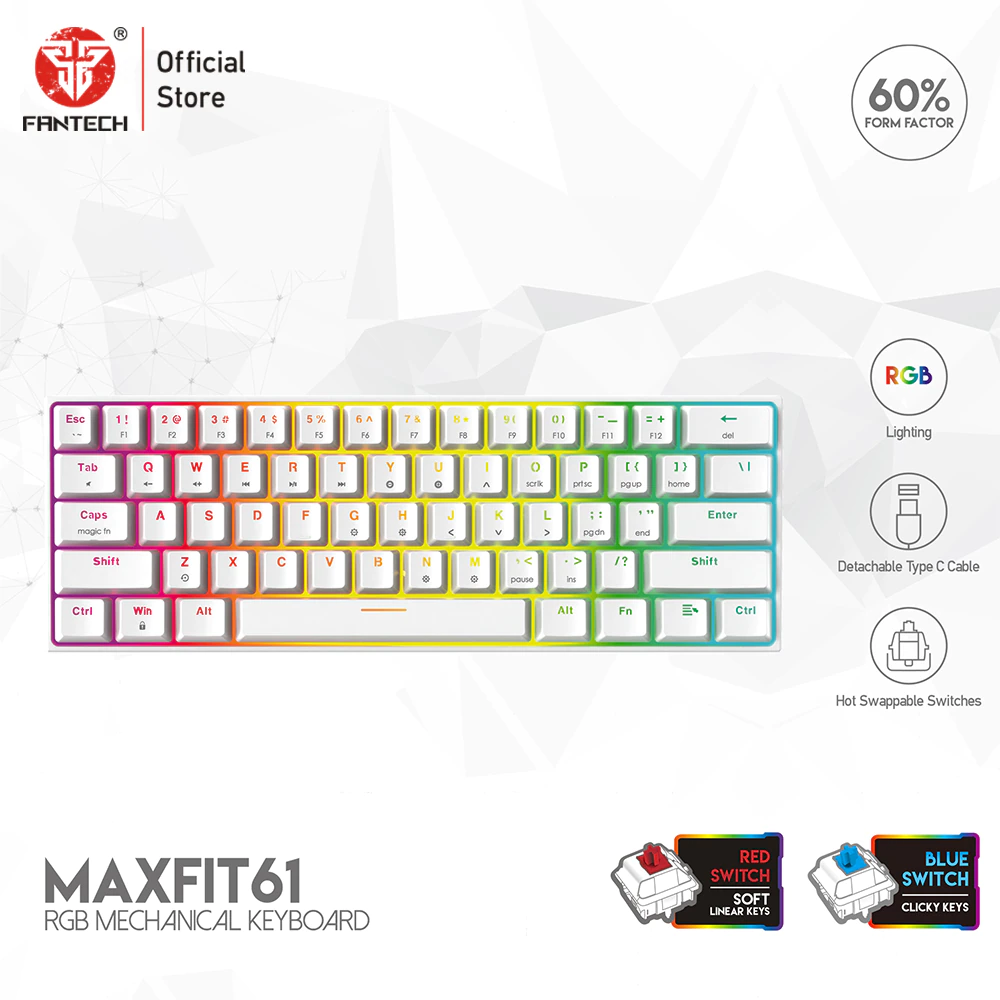 ®
FANTECH
Official
Store
60%
FORM FACTOR
RGB
Lighting
Detachable Type C Cable
Hot Swappable Switches
Esc 1 ! 2 @ 3 # 4 $ 5 % 6 ^ 7 & 8 * 9 ( 0 ) - _ = + ←
` ~ F1 F2 F3 F4 F5 F6 F7 F8 F9 F10 F11 F12 del
Tab Q W E R T Y U I O P [ { ] } \ |
scrlk prtsc pgup home
Caps A S D F G H J K L ; : ' " Enter
magic fn < v > pgdn end
Shift Z X C V B N M , < . > / ? Shift
pause ins
Ctrl Win Alt Alt Fn Ctrl
MAXFIT61
RGB MECHANICAL KEYBOARD
RED
SWITCH
SOFT
LINEAR KEYS
BLUE
SWITCH
CLICKY KEYS